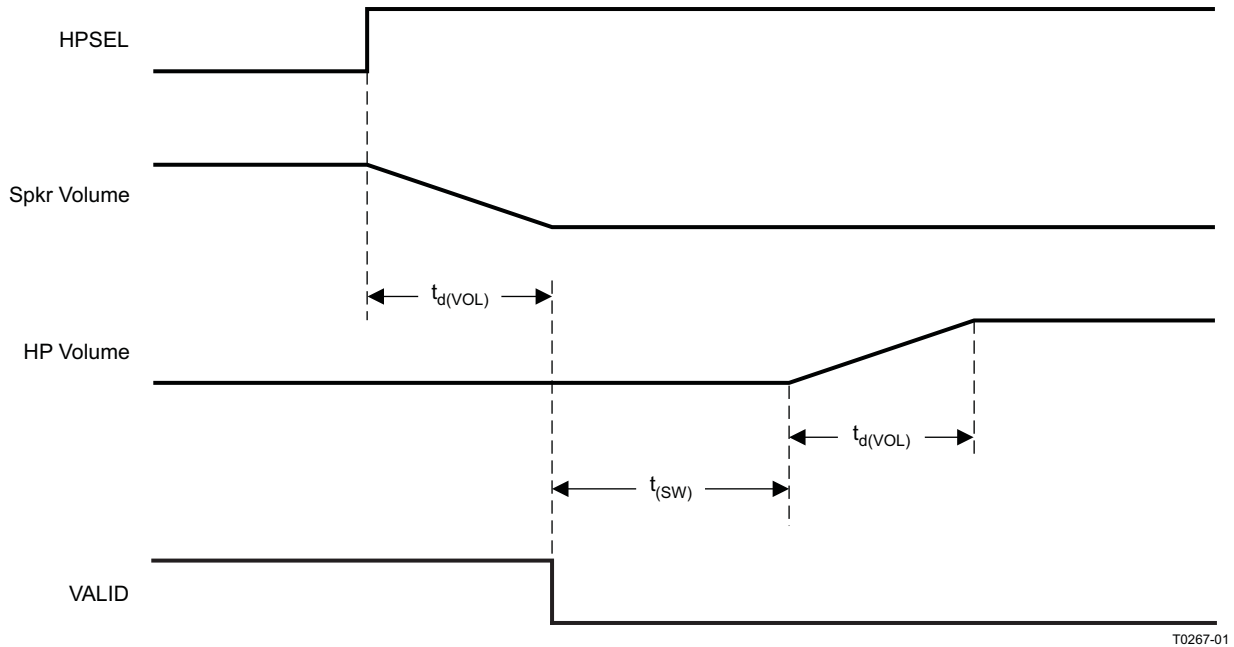 HPSEL
Spkr Volume
td(VOL)
HP Volume
td(VOL)
t(SW)
VALID
T0267-01